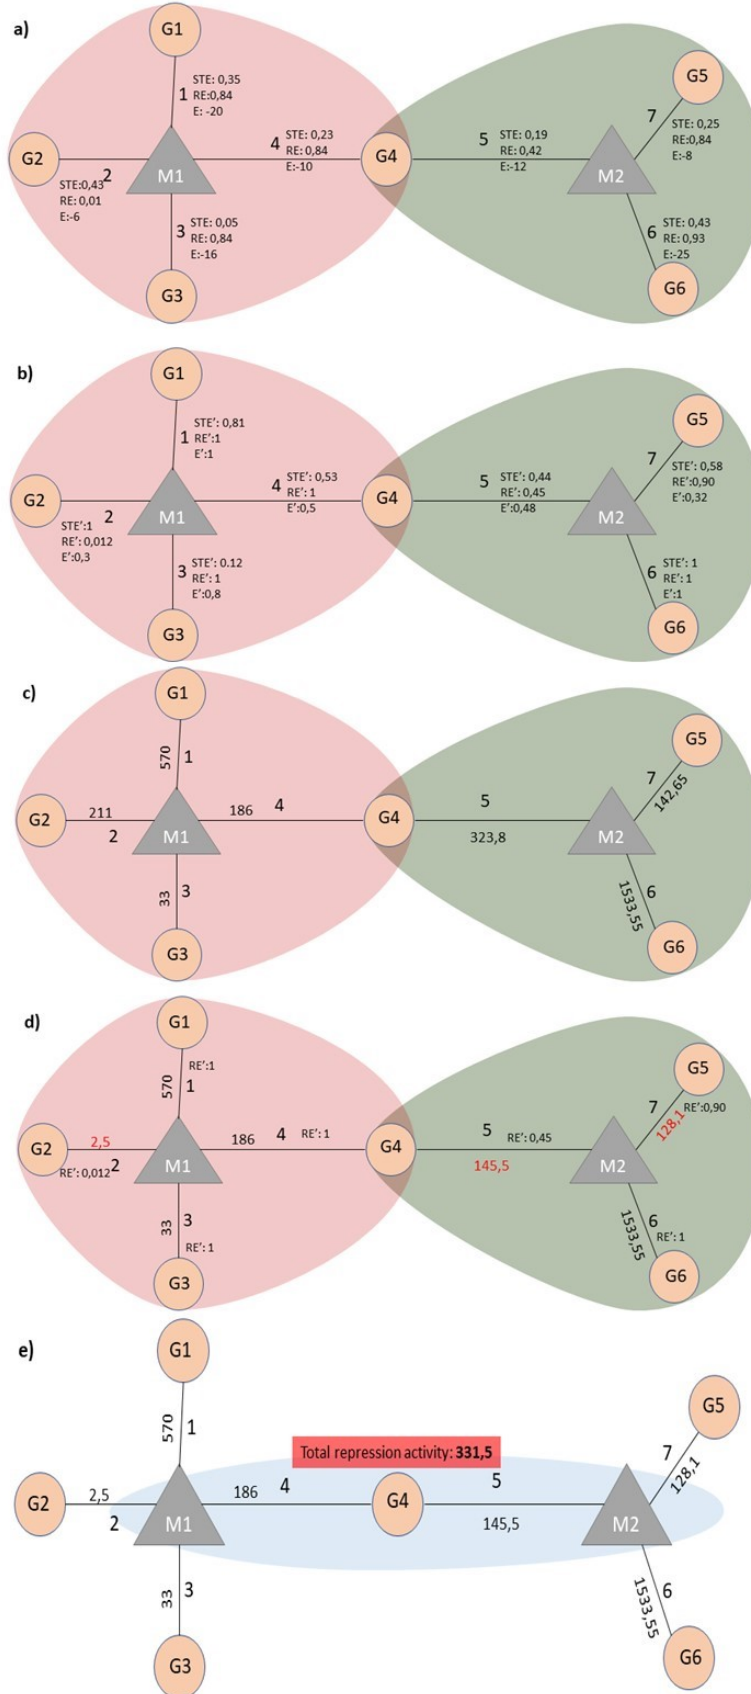 a)
G1
1
STE: 0,35
RE:0,84
E: -20
G2
2
STE:0,43
RE: 0,01
E:-6
M1
3
STE: 0,05
RE: 0,84
E:-16
G3
4
STE: 0,23
RE: 0,84
E:-10
G4
5
STE: 0,19
RE: 0,42
E:-12
M2
7
STE: 0,25
RE:0,84
E:-8
G5
6
STE: 0,43
RE: 0,93
E:-25
G6
b)
G1
1
STE': 0,81
RE':1
E':1
G2
2
STE':1
RE': 0,012
E':0,3
M1
3
STE': 0.12
RE': 1
E':0,8
G3
4
STE': 0,53
RE': 1
E':0,5
G4
5
STE': 0,44
RE': 0,45
E':0,48
M2
7
STE': 0,58
RE':0,90
E':0,32
G5
6
STE': 1
RE': 1
E':1
G6
c)
G1
570
1
G2
211
2
M1
33
3
G3
186
4
G4
5
323,8
M2
7
142,65
G5
6
1533,55
G6
d)
G1
RE':1
570
1
G2
2,5
RE': 0,012
2
M1
33
3
RE': 1
G3
186
4
RE': 1
G4
5
RE': 0,45
145,5
M2
7
RE':0,90
128,1
G5
6
RE': 1
1533,55
G6
e)
G1
570
1
Total repression activity: 331,5
G2
2,5
2
M1
33
3
G3
186
4
G4
5
145,5
M2
7
128,1
G5
6
1533,55
G6